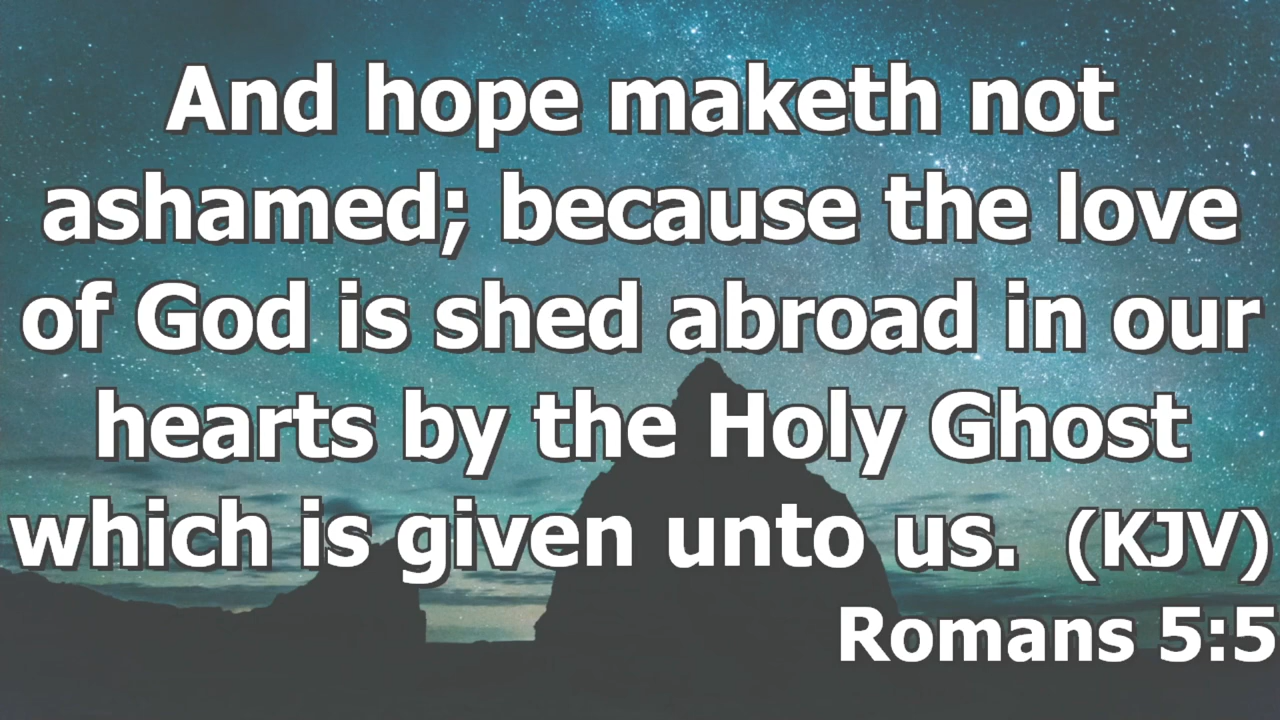 And hope maketh not
ashamed; because the love
of God is shed abroad in our
hearts by the Holy Ghost
which is given unto us.  (KJV)
Romans 5:5